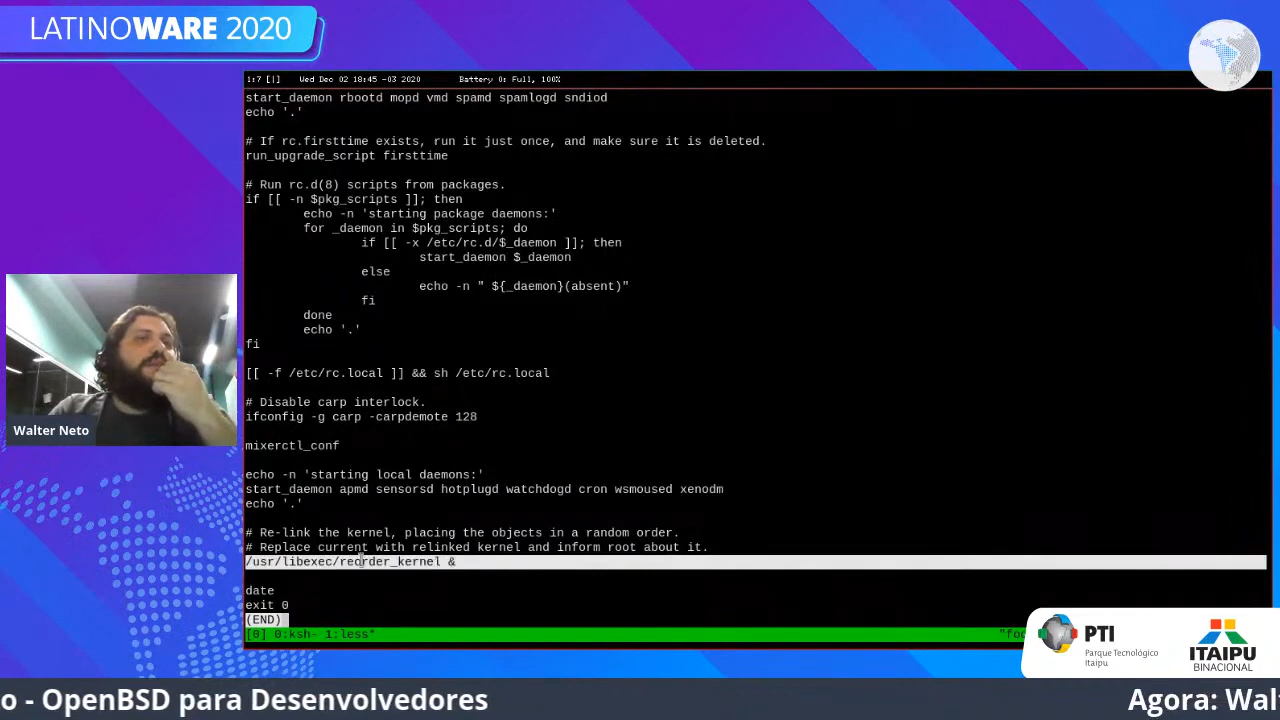 LATINOWARE 2020
1:7 [|] Wed Dec 02 18:45 -03 2020 Battery 0: Full, 100%
start_daemon rbootd mopd vmd spamd spamlogd sndiod
echo '.'
# If rc.firsttime exists, run it just once, and make sure it is deleted.
run_upgrade_script firsttime
# Run rc.d(8) scripts from packages.
if [[ -n $pkg_scripts ]]; then
echo -n 'starting package daemons:'
for _daemon in $pkg_scripts; do
if [[ -x /etc/rc.d/$_daemon ]]; then
start_daemon $_daemon
else
echo -n " ${_daemon}(absent)"
fi
done
echo '.'
fi
[[ -f /etc/rc.local ]] && sh /etc/rc.local
# Disable carp interlock.
ifconfig -g carp -carpdemote 128
mixerctl_conf
echo -n 'starting local daemons:'
start_daemon apmd sensorsd hotplugd watchdogd cron wsmoused xenodm
echo '.'
# Re-link the kernel, placing the objects in a random order.
# Replace current with relinked kernel and inform root about it.
/usr/libexec/reorder_kernel &
date
exit 0
(END)
[0] 0:ksh- 1:less* "foo
Walter Neto
PTI
Parque Tecnológico
Itaipu
ITAIPU
BINACIONAL
o - OpenBSD para Desenvolvedores Agora: Wal